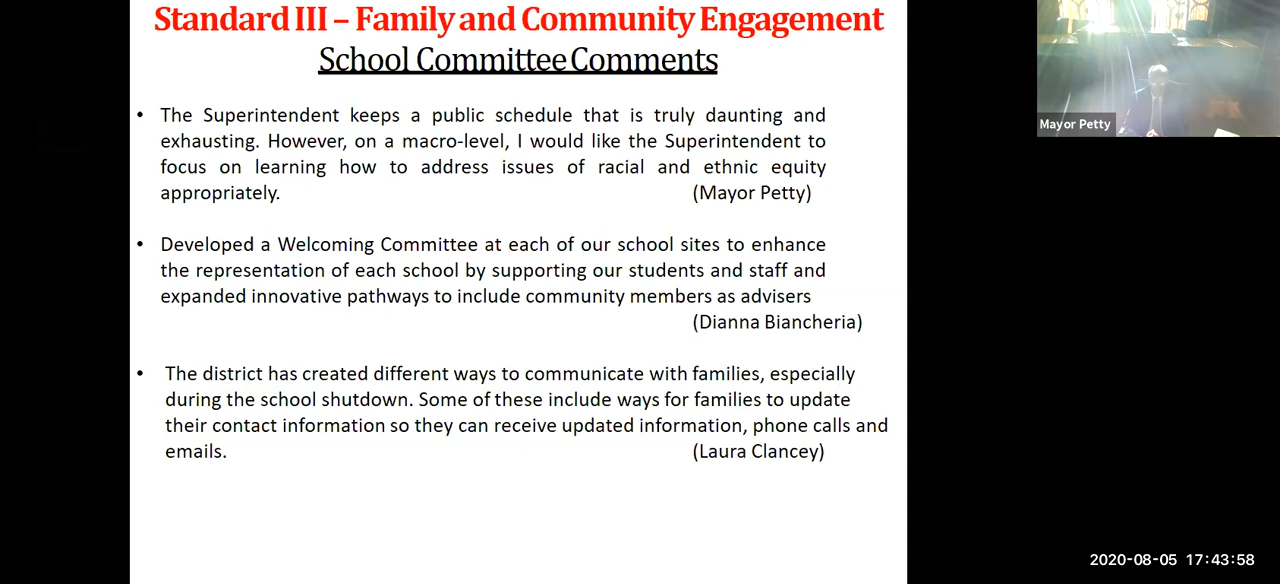 Standard III – Family and Community Engagement
School Committee Comments
• The Superintendent keeps a public schedule that is truly daunting and
exhausting. However, on a macro-level, I would like the Superintendent to
focus on learning how to address issues of racial and ethnic equity
appropriately. (Mayor Petty)
• Developed a Welcoming Committee at each of our school sites to enhance
the representation of each school by supporting our students and staff and
expanded innovative pathways to include community members as advisers
(Dianna Biancheria)
• The district has created different ways to communicate with families, especially
during the school shutdown. Some of these include ways for families to update
their contact information so they can receive updated information, phone calls and
emails. (Laura Clancey)
Mayor Petty
2020-08-05 17:43:58